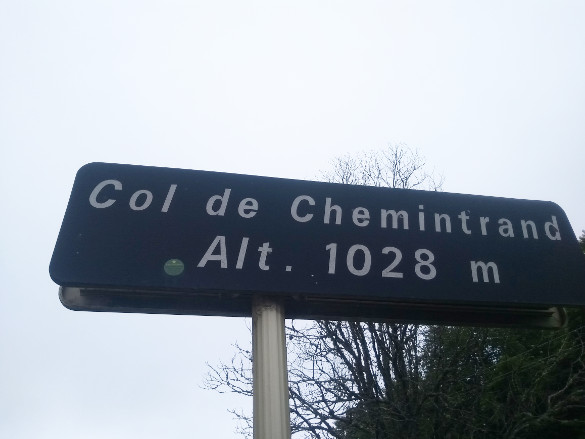 Col de Chemintrand
Alt. 1028 m